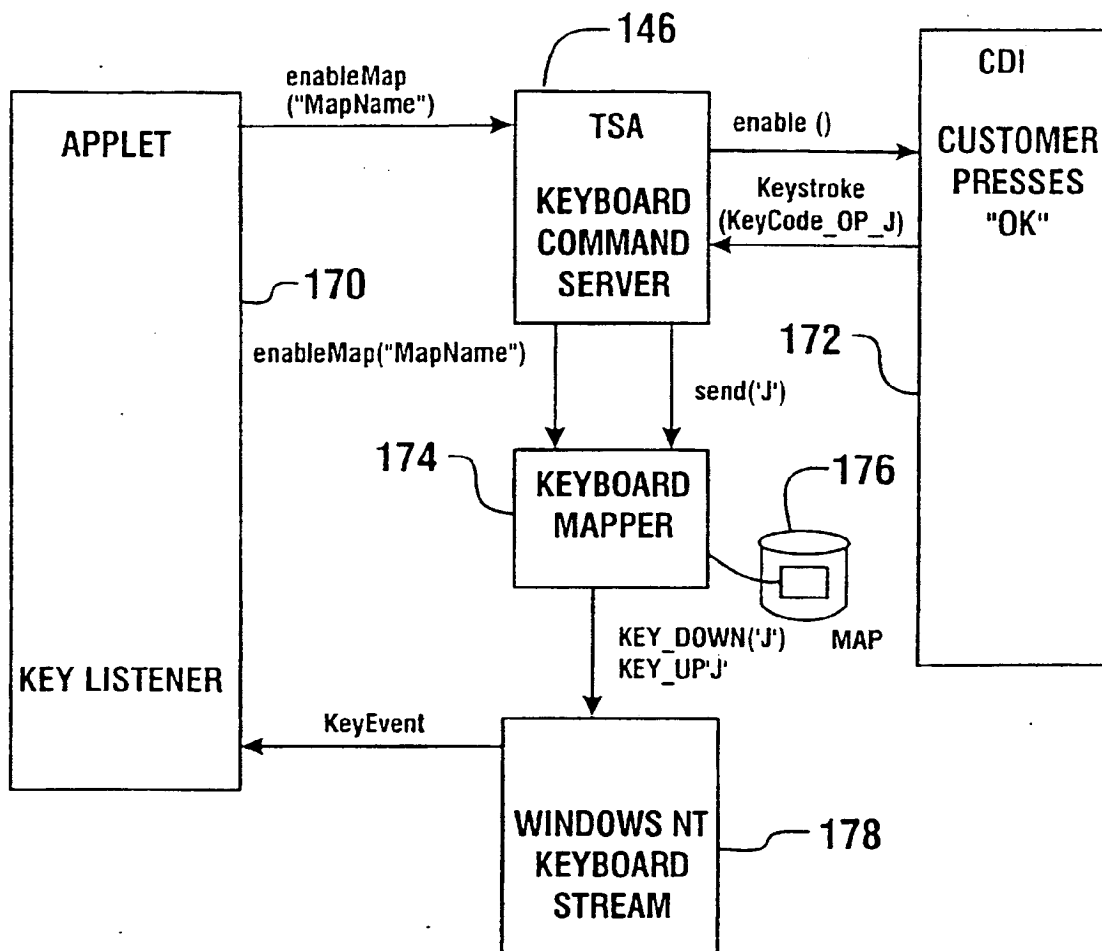 146
enableMap
("MapName")
APPLET
TSA
KEYBOARD
COMMAND
SERVER
enable ()
Keystroke
(KeyCode_OP_J)
CDI
CUSTOMER
PRESSES
"OK"
170
172
enableMap("MapName")
send('J')
174
KEYBOARD
MAPPER
176
MAP
KEY_DOWN('J')
KEY_UP'J'
KEY LISTENER
KeyEvent
WINDOWS NT
KEYBOARD
STREAM
178